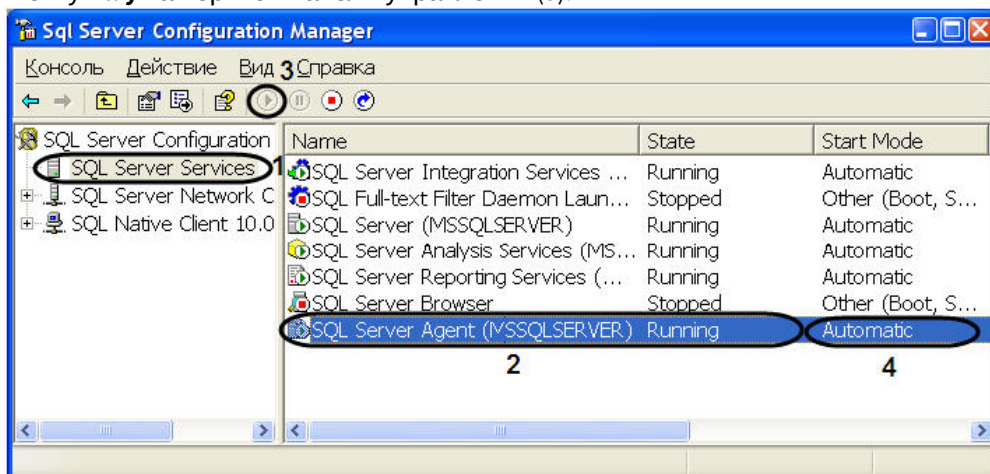 Sql Server Configuration Manager
Консоль Действие Вид 3 Справка
SQL Server Configuration Name State Start Mode
SQL Server Services 1 SQL Server Integration Services ... Running Automatic
SQL Server Network C SQL Full-text Filter Daemon Laun... Stopped Other (Boot, S...
SQL Native Client 10.0 SQL Server (MSSQLSERVER) Running Automatic
SQL Server Analysis Services (MS... Running Automatic
SQL Server Reporting Services (... Running Automatic
SQL Server Browser Stopped Other (Boot, S...
SQL Server Agent (MSSQLSERVER) Running Automatic
2 4